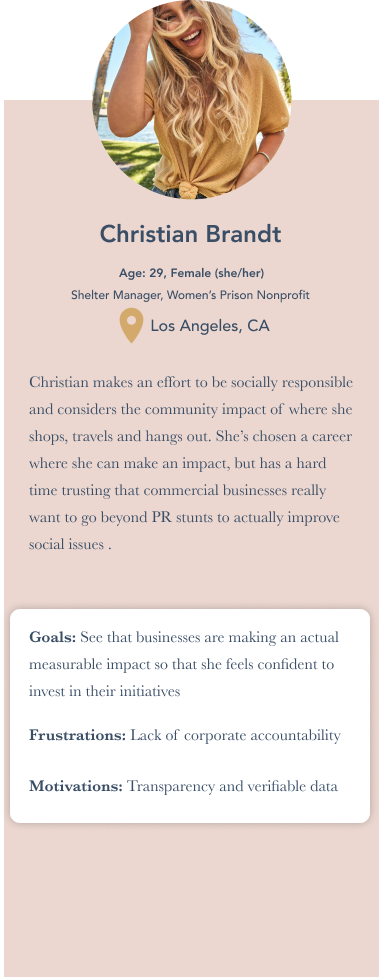 Christian Brandt
Age: 29, Female (she/her)
Shelter Manager, Women’s Prison Nonprofit
Los Angeles, CA
Christian makes an effort to be socially responsible
and considers the community impact of where she
shops, travels and hangs out. She’s chosen a career
where she can make an impact, but has a hard
time trusting that commercial businesses really
want to go beyond PR stunts to actually improve
social issues .
Goals: See that businesses are making an actual
measurable impact so that she feels confident to
invest in their initiatives
Frustrations: Lack of corporate accountability
Motivations: Transparency and verifiable data